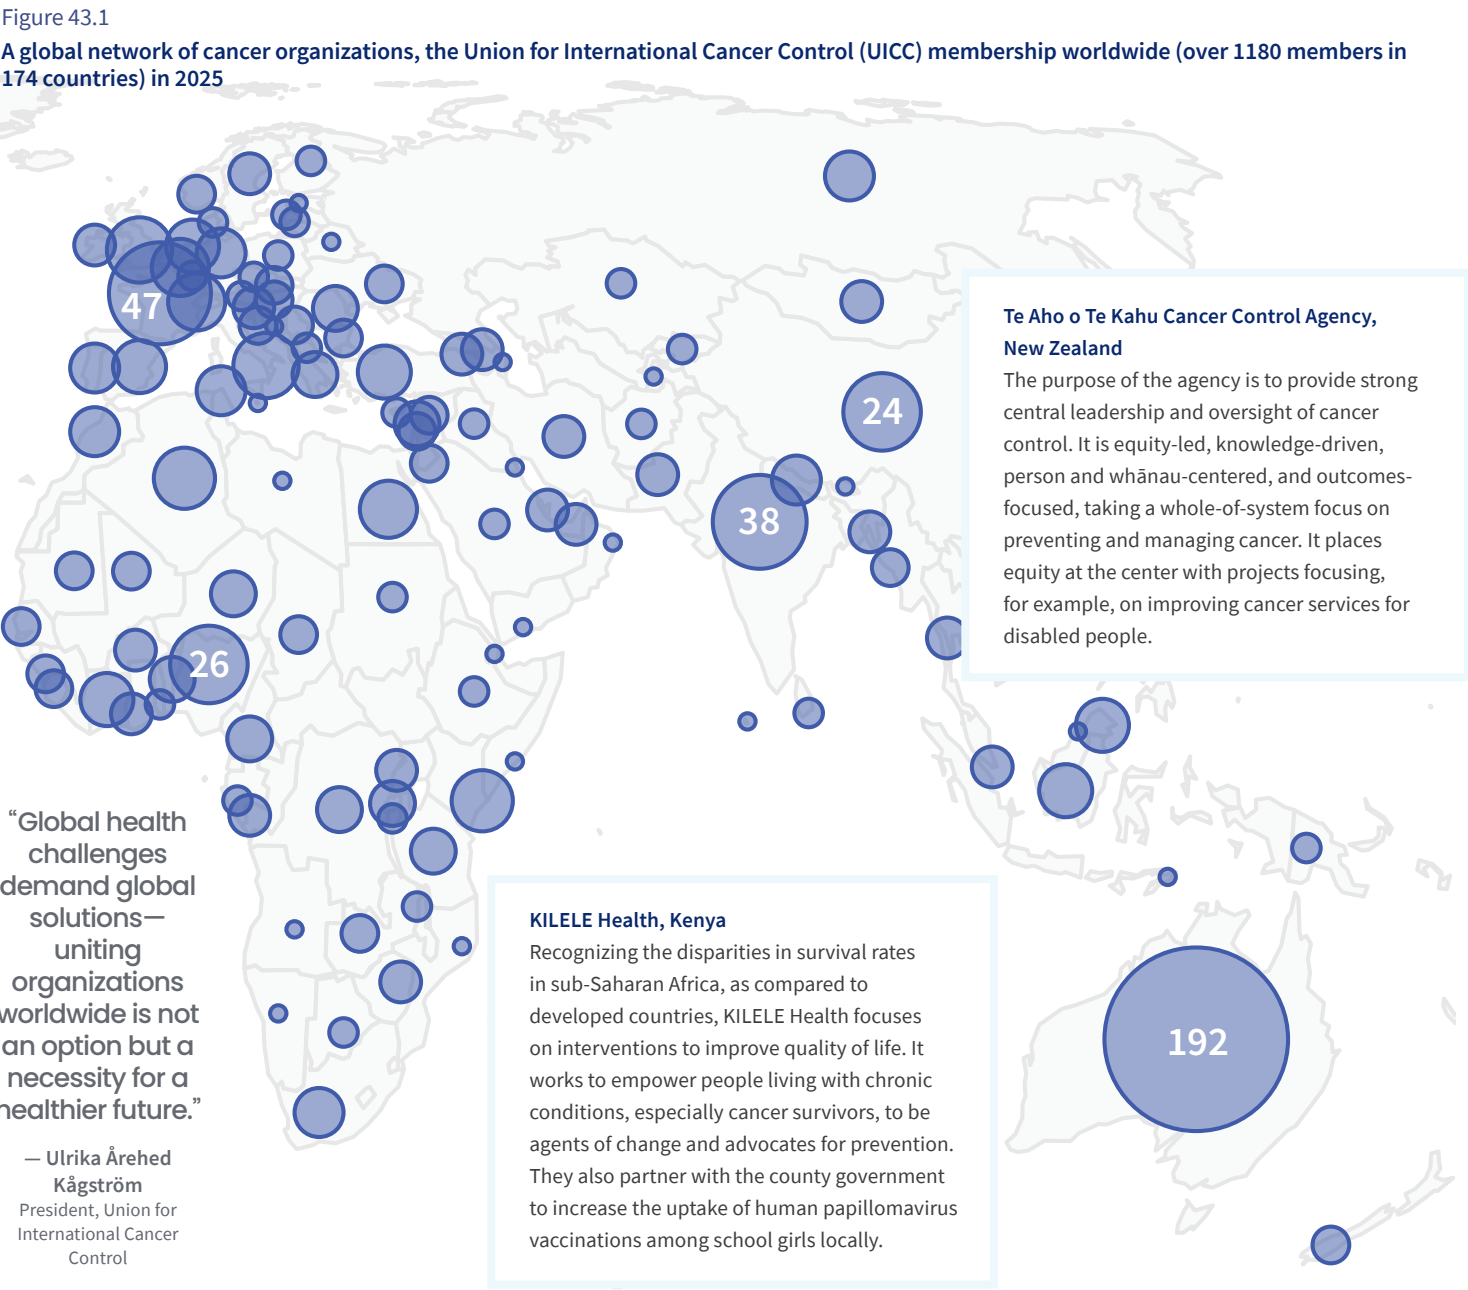 Figure 43.1
A global network of cancer organizations, the Union for International Cancer Control (UICC) membership worldwide (over 1180 members in
174 countries) in 2025
47
24
38
26
192
Te Aho o Te Kahu Cancer Control Agency,
New Zealand
The purpose of the agency is to provide strong
central leadership and oversight of cancer
control. It is equity-led, knowledge-driven,
person and whānau-centered, and outcomes-
focused, taking a whole-of-system focus on
preventing and managing cancer. It places
equity at the center with projects focusing,
for example, on improving cancer services for
disabled people.
“Global health
challenges
demand global
solutions—
uniting
organizations
worldwide is not
an option but a
necessity for a
healthier future.”
— Ulrika Årehed
Kågström
President, Union for
International Cancer
Control
KILELE Health, Kenya
Recognizing the disparities in survival rates
in sub-Saharan Africa, as compared to
developed countries, KILELE Health focuses
on interventions to improve quality of life. It
works to empower people living with chronic
conditions, especially cancer survivors, to be
agents of change and advocates for prevention.
They also partner with the county government
to increase the uptake of human papillomavirus
vaccinations among school girls locally.